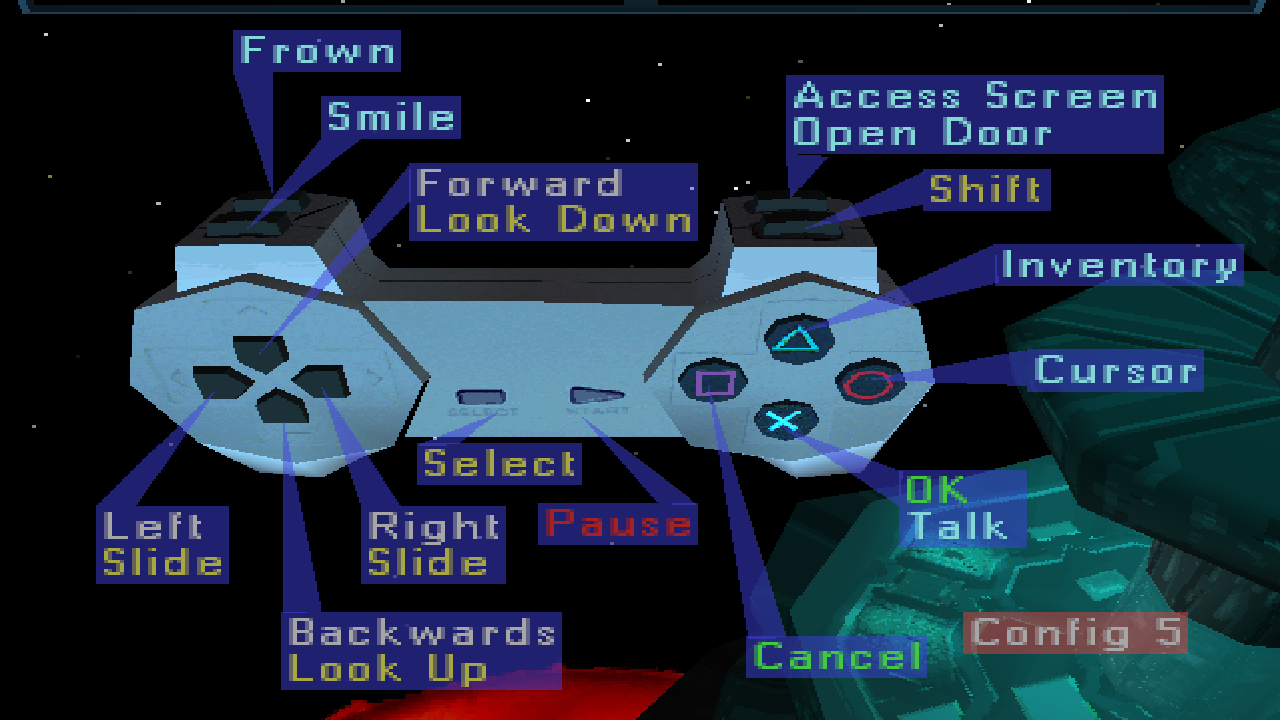 Frown
Smile
Access Screen
Open Door
Forward
Look Down
Shift
Inventory
Cursor
SELECT
START
Select
OK
Talk
Left
Slide
Right
Slide
Pause
Backwards
Look Up
Cancel
Config 5